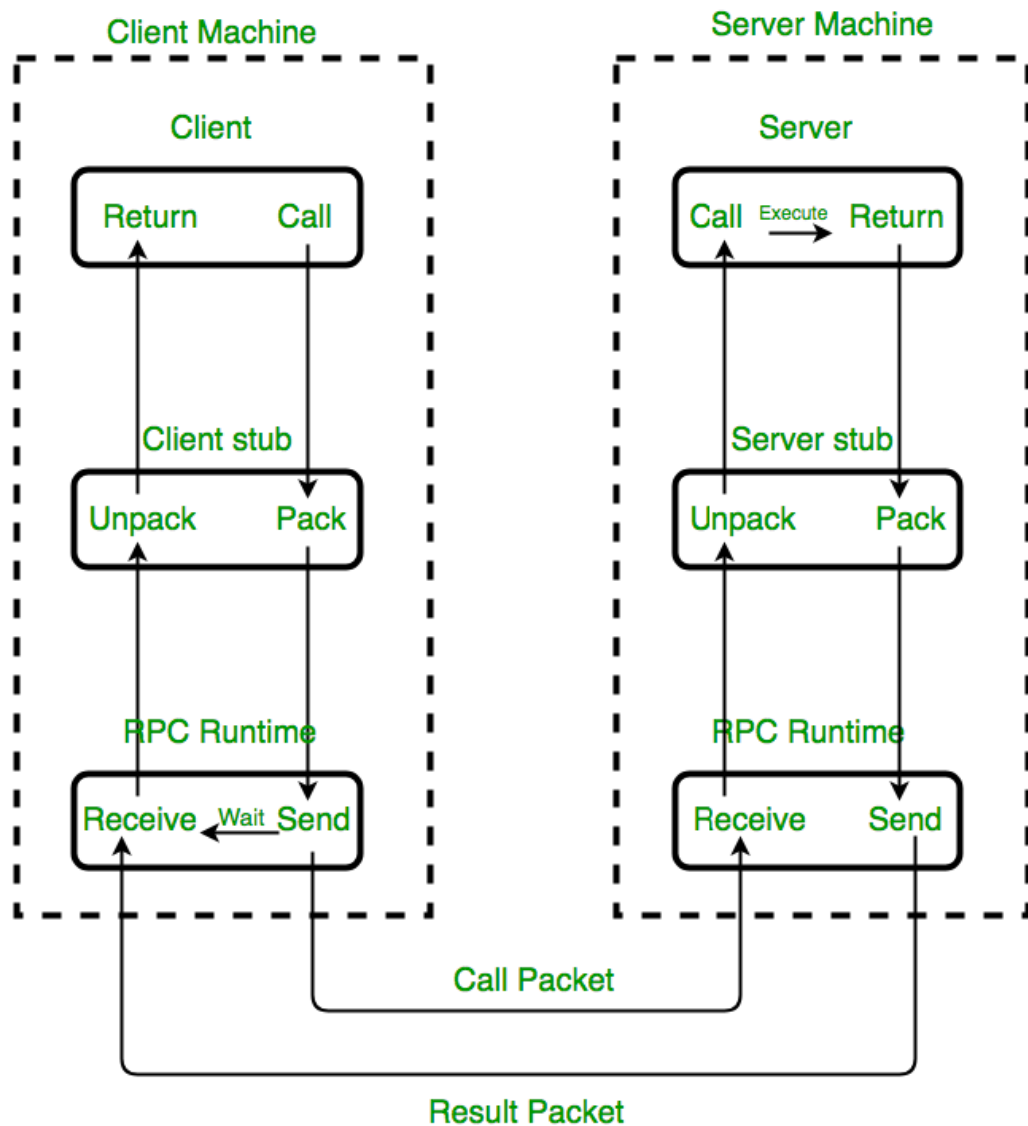 Client Machine
Server Machine
Client
Server
Return Call
Call Execute Return
Client stub
Server stub
Unpack Pack
Unpack Pack
RPC Runtime
RPC Runtime
Receive Wait Send
Receive Send
Call Packet
Result Packet